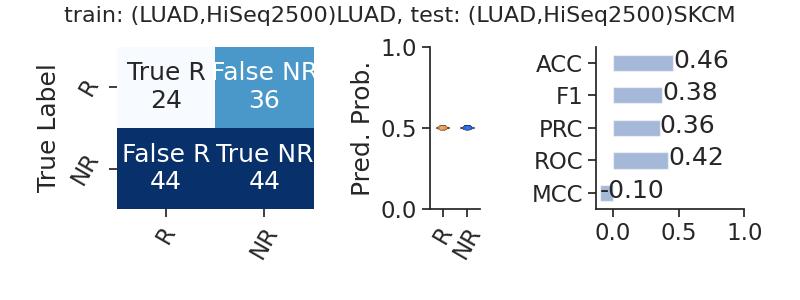 train: (LUAD,HiSeq2500)LUAD, test: (LUAD,HiSeq2500)SKCM
True Label
R
NR
True R
24
False NR
36
False R
44
True NR
44
R
NR
Pred. Prob.
1.0
0.5
0.0
R
NR
ACC
F1
PRC
ROC
MCC
0.46
0.38
0.36
0.42
-0.10
0.0
0.5
1.0